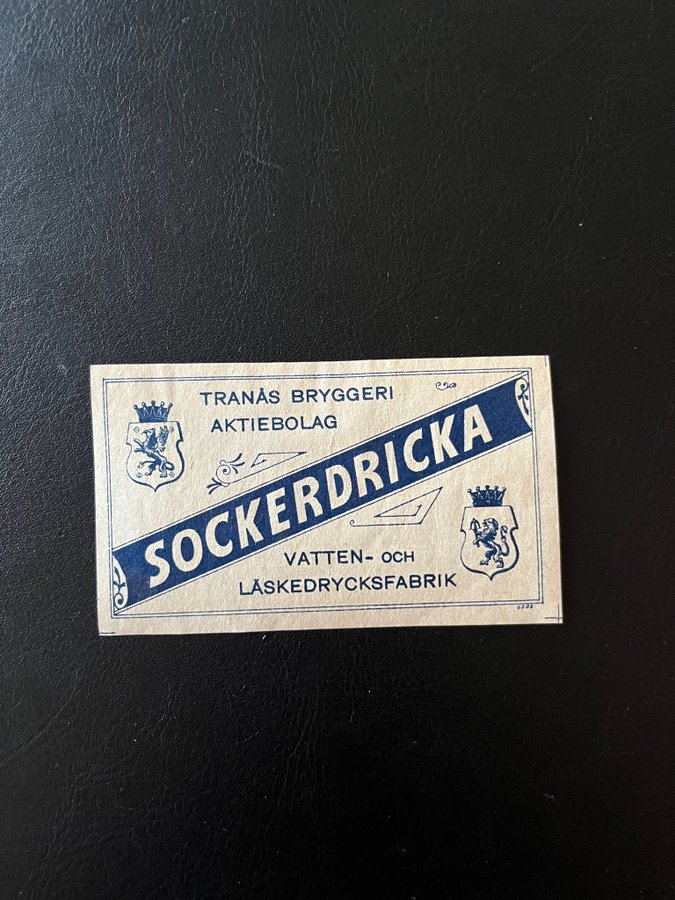 TRANÅS BRYGGERI
AKTIEBOLAG
SOCKERDRICKA
VATTEN- OCH
LÄSKEDRYCKSFABRIK